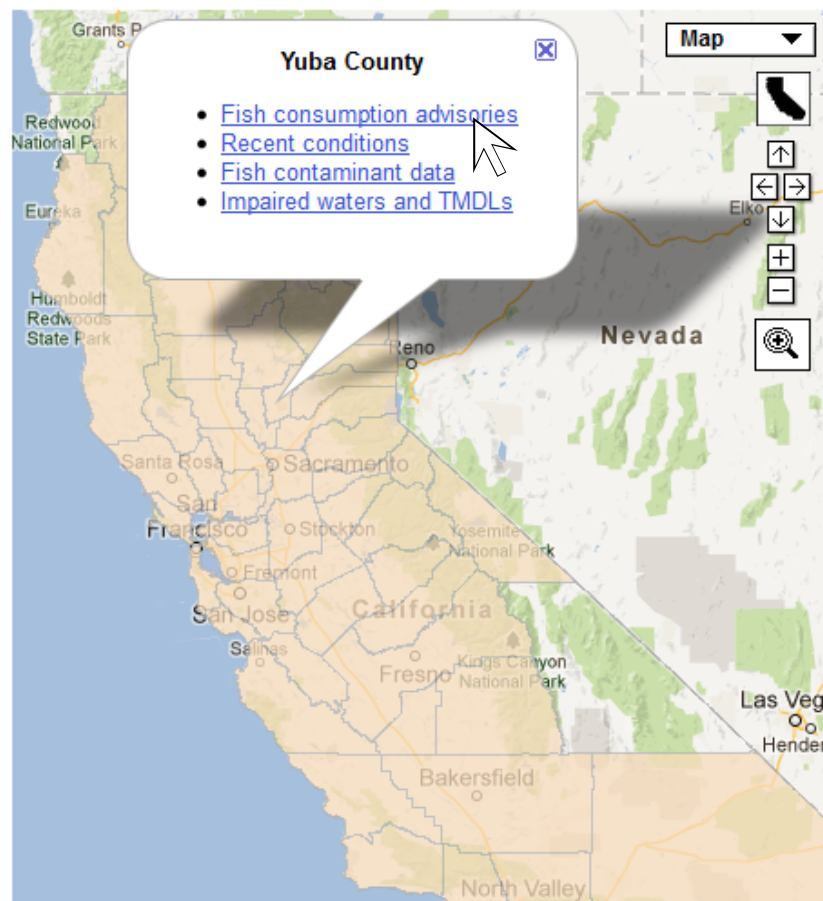 Grants P
Map
Yuba County
Fish consumption advisories
Recent conditions
Fish contaminant data
Impaired waters and TMDLs
Redwood
National Park
Eureka
Elko
Humboldt
Redwoods
State Park
Nevada
Reno
Santa Rosa
Sacramento
San
Francisco
Stockton
Yosemite
National Park
Fremont
San Jose
California
Salinas
Kings Canyon
National Park
Fresno
Las Veg
Hender
Bakersfield
North Valley